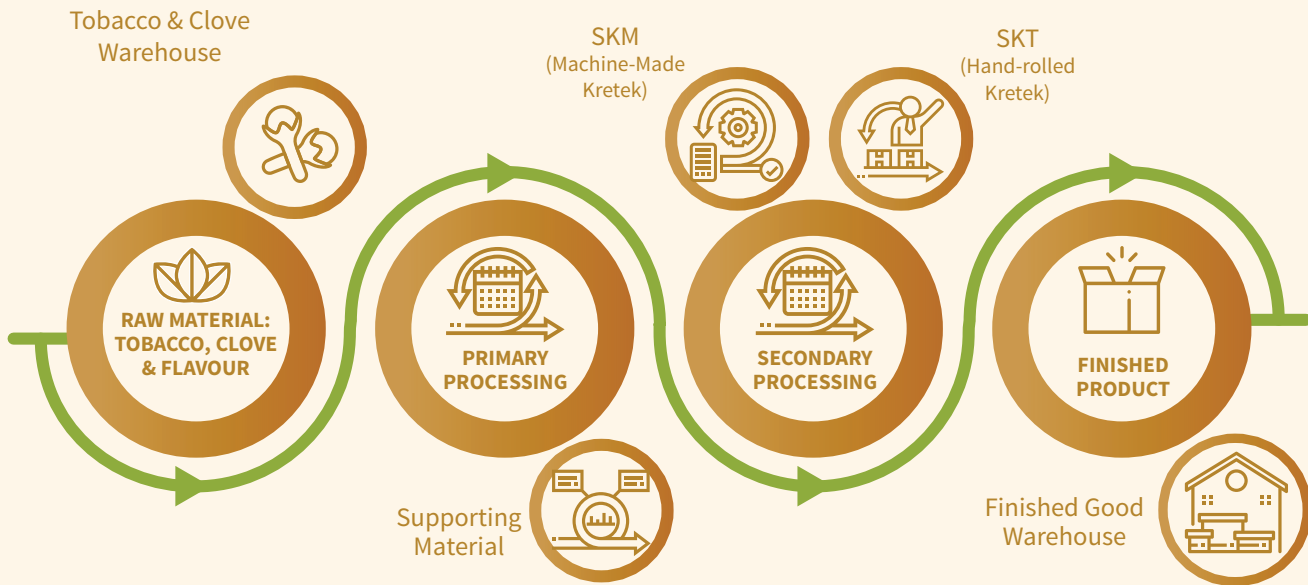 Tobacco & Clove
Warehouse
SKM
(Machine-Made
Kretek)
SKT
(Hand-rolled
Kretek)
RAW MATERIAL:
TOBACCO, CLOVE
& FLAVOUR
PRIMARY
PROCESSING
SECONDARY
PROCESSING
FINISHED
PRODUCT
Supporting
Material
Finished Good
Warehouse